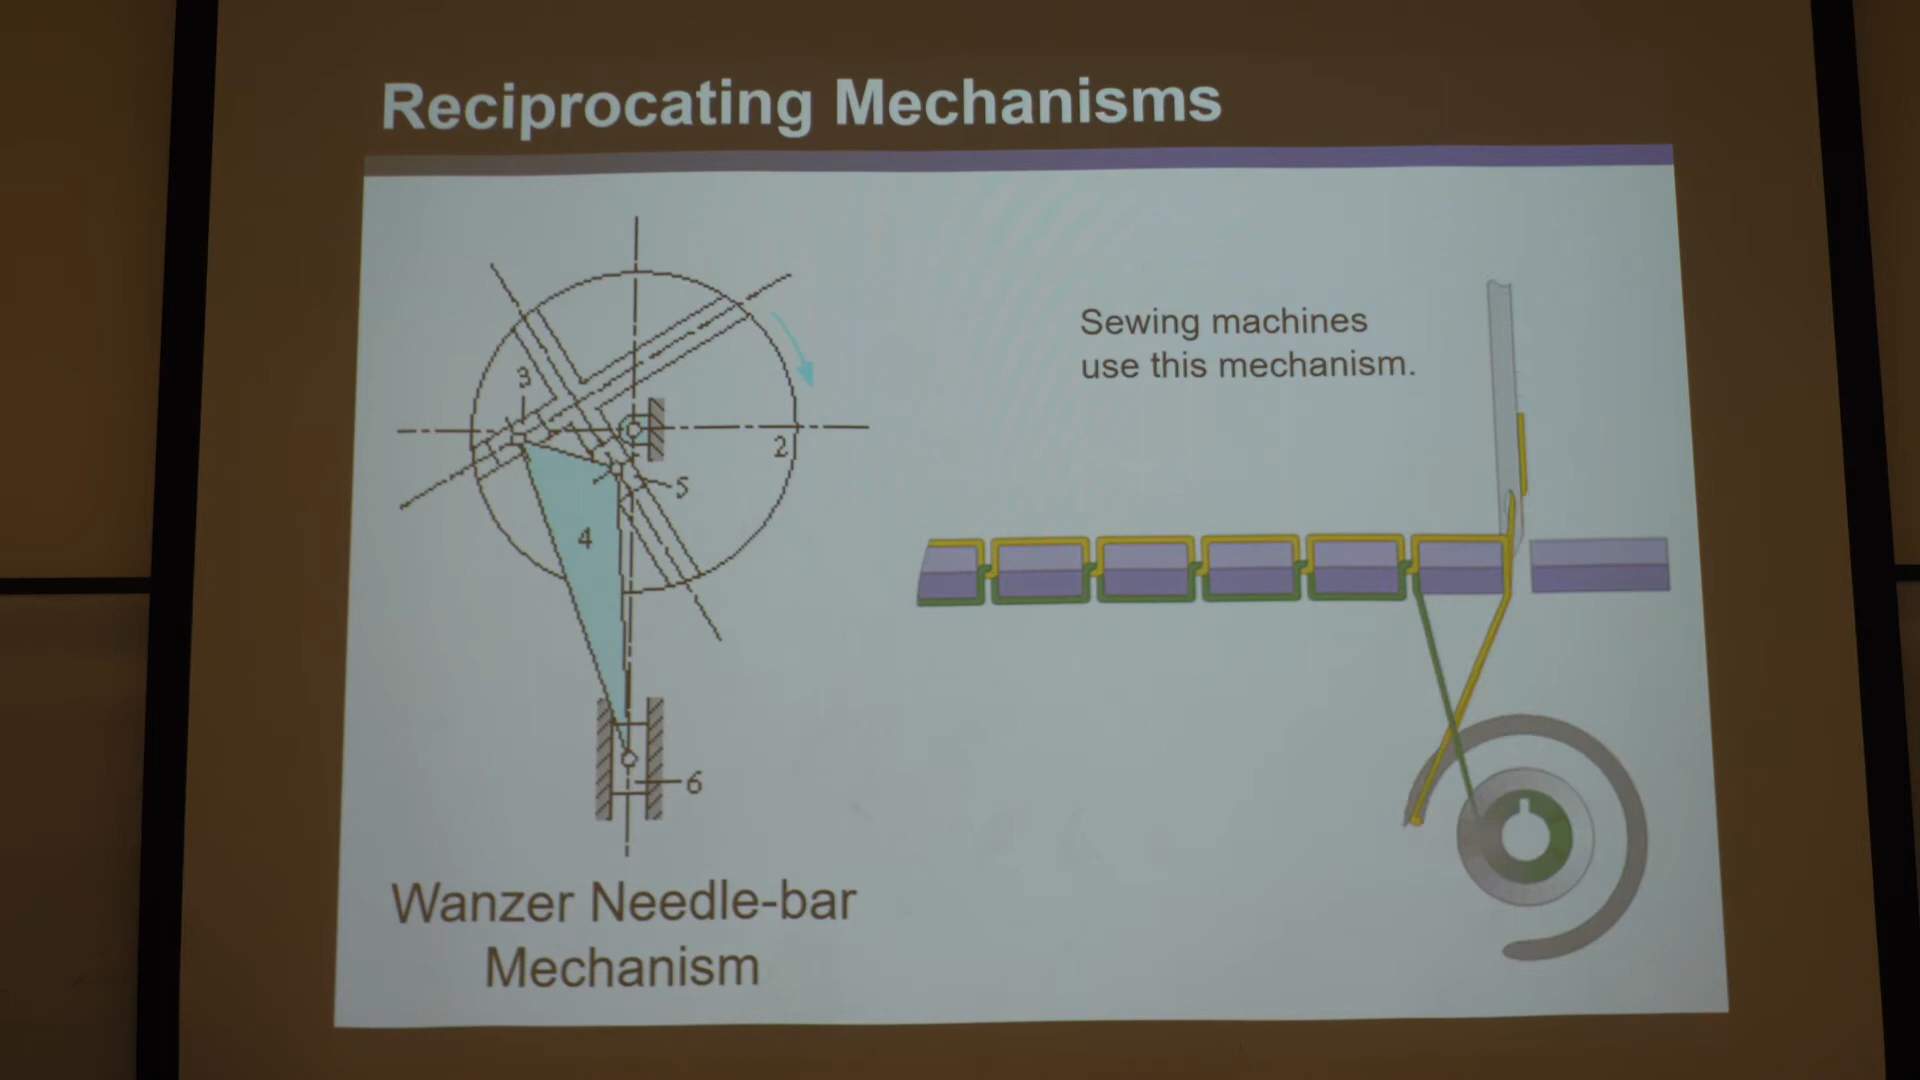 Reciprocating Mechanisms
Sewing machines
use this mechanism.
3
2
5
4
6
Wanzer Needle-bar
Mechanism